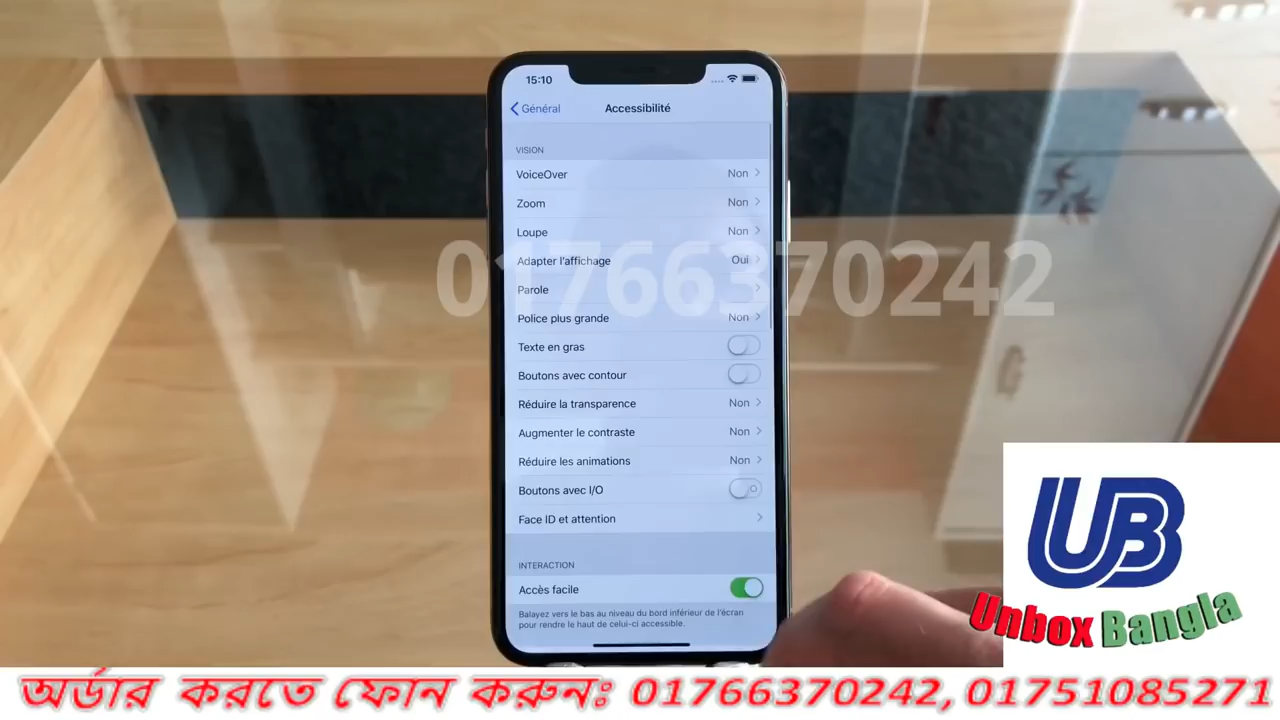 15:10
Général
Accessibilité
VISION
VoiceOver Non
Zoom Non
Loupe Non
Adapter l'affichage Oui
Parole
Police plus grande Non
Texte en gras
Boutons avec contour
Réduire la transparence Non
Augmenter le contraste Non
Réduire les animations Non
Boutons avec I/O
Face ID et attention
INTERACTION
Accès facile
Balayez vers le bas au niveau du bord inférieur de l'écran
pour rendre le haut de celui-ci accessible.
01766370242
UB
Unbox Bangla
অর্ডার করতে ফোন করুনঃ 01766370242, 01751085271